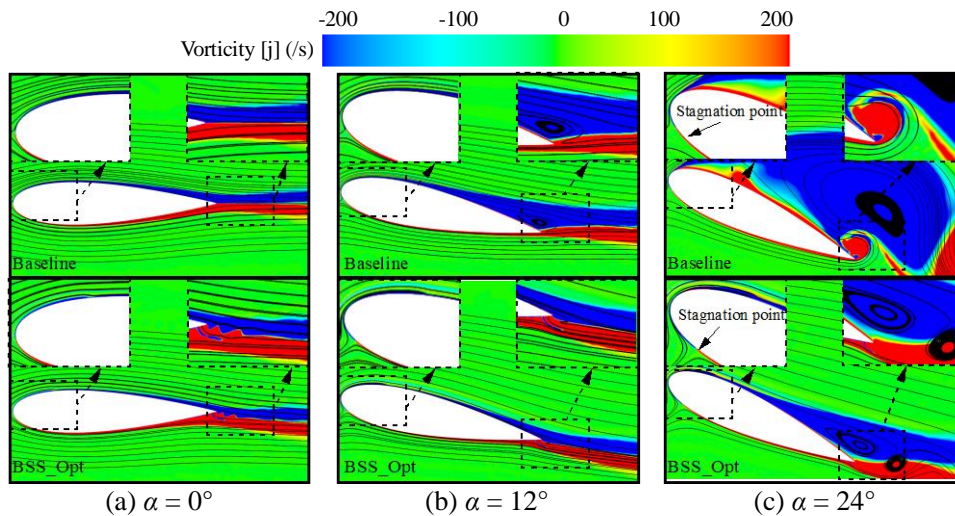 -200 -100 0 100 200
Vorticity [j] (/s)
Stagnation point
Baseline Baseline Baseline
Stagnation point
BSS_Opt BSS_Opt BSS_Opt
(a) α = 0° (b) α = 12° (c) α = 24°